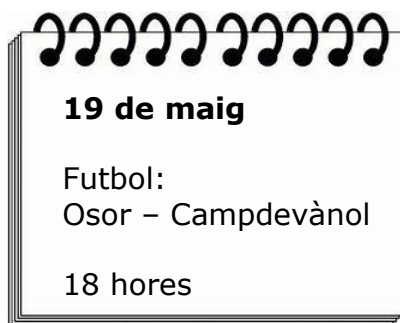 19 de maig
Futbol:
Osor – Campdevànol
18 hores